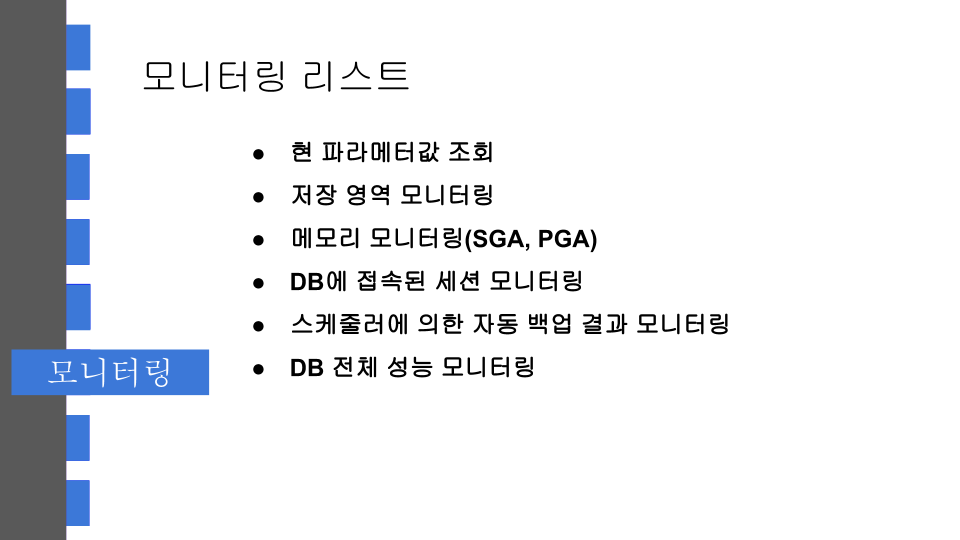 모니터링 리스트
● 현 파라메터값 조회
● 저장 영역 모니터링
● 메모리 모니터링(SGA, PGA)
● DB에 접속된 세션 모니터링
● 스케줄러에 의한 자동 백업 결과 모니터링
● DB 전체 성능 모니터링
모니터링